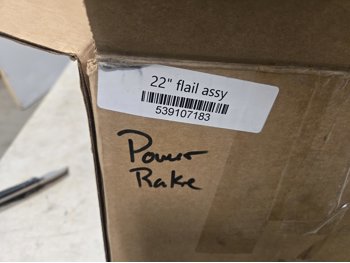 22" flail assy
539107183
Power
Rake